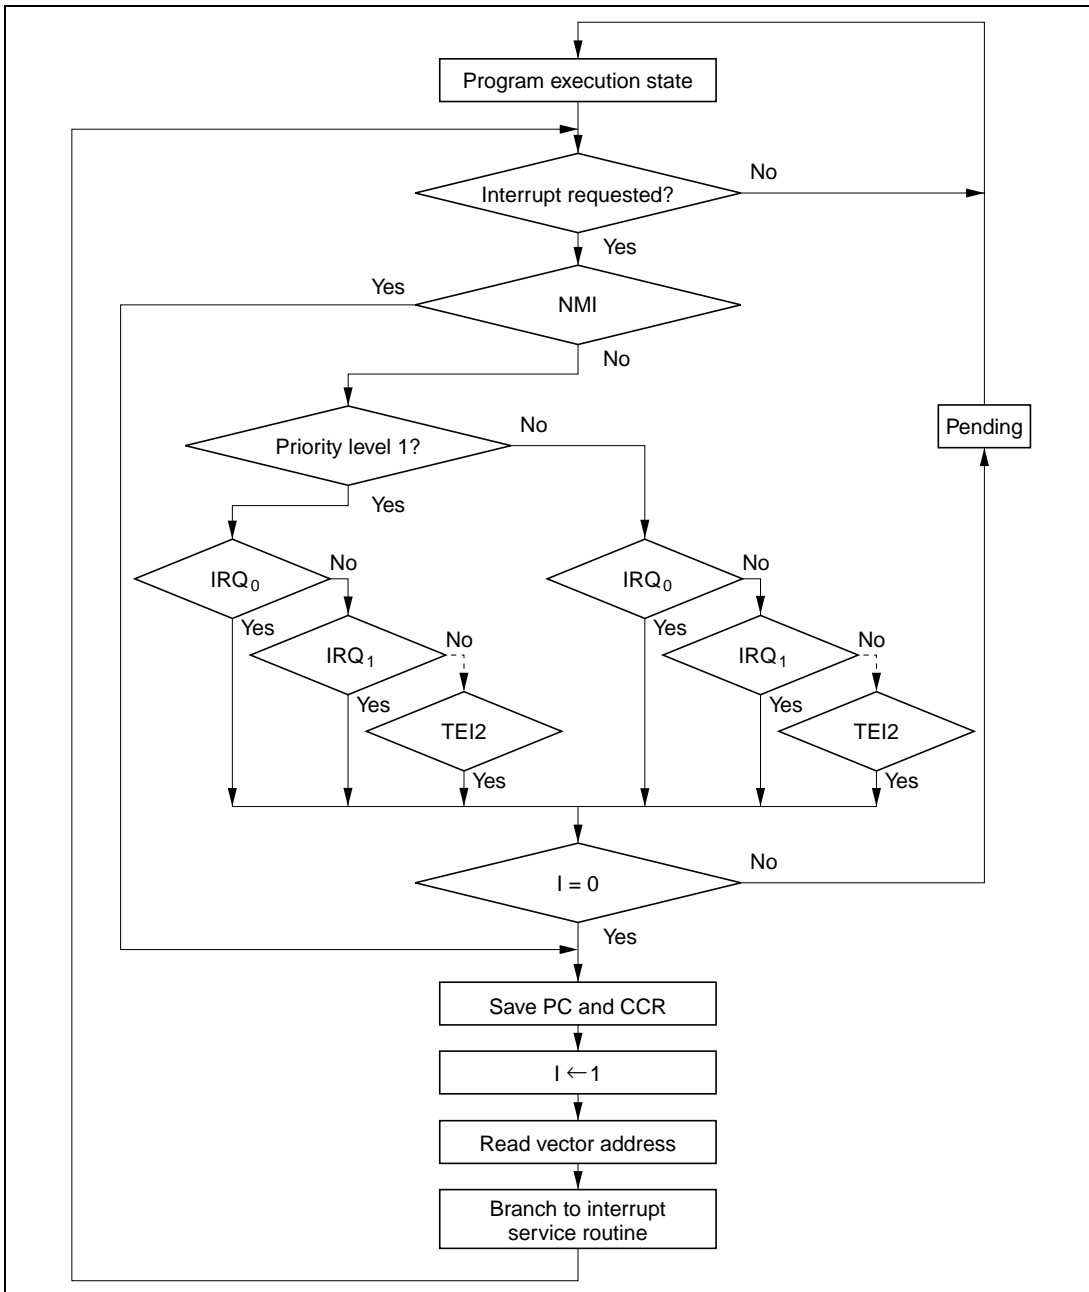 Program execution state
Interrupt requested?
No
Yes
Yes
NMI
No
Pending
Priority level 1?
No
Yes
IRQ0
No
IRQ0
No
Yes
IRQ1
No
Yes
IRQ1
No
Yes
TEI2
Yes
TEI2
Yes
Yes
I = 0
No
Yes
Save PC and CCR
I ←1
Read vector address
Branch to interrupt
service routine